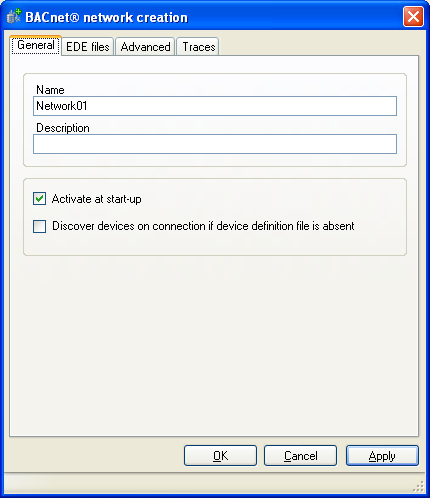 BACnet® network creation
General EDE files Advanced Traces
Name
Network01
Description
Activate at start-up
Discover devices on connection if device definition file is absent
OK Cancel Apply